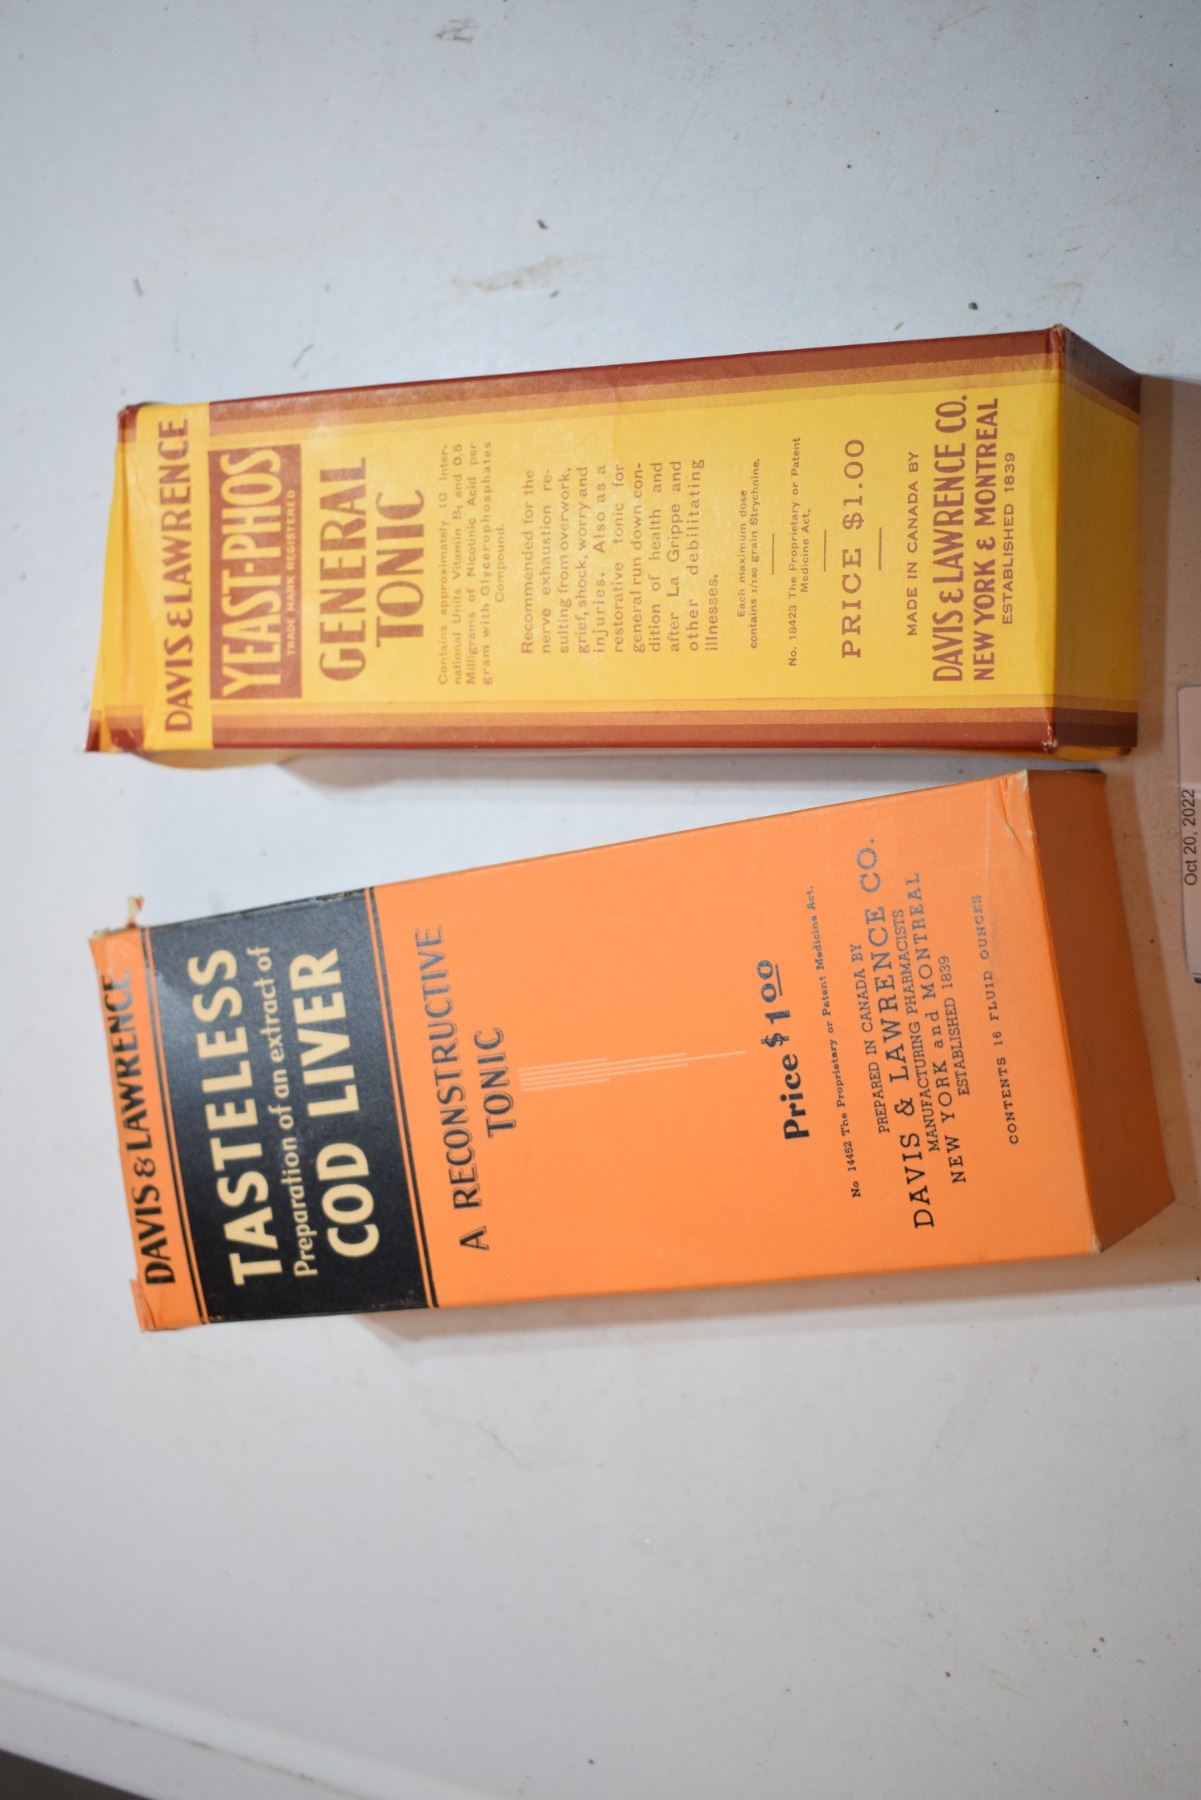 DAVIS & LAWRENCE
YEAST-PHOS
TRADE MARK REGISTERED
GENERAL
TONIC
Contains approximately 10 Inter-
national Units Vitamin B1 and 0.5
Milligrams of Nicotinic Acid per
gram with Glycerophosphates
Compound.
Recommended for the
nerve exhaustion re-
sulting from overwork,
grief, shock, worry and
injuries. Also as a
restorative tonic for
general run down con-
dition of health and
after La Grippe and
other debilitating
illnesses.
Each maximum dose
contains 1/180 grain Strychnine.
No. 18423 The Proprietary or Patent
Medicine Act.
PRICE $1.00
MADE IN CANADA BY
DAVIS & LAWRENCE CO.
NEW YORK & MONTREAL
ESTABLISHED 1839
DAVIS & LAWRENCE
TASTELESS
Preparation of an extract of
COD LIVER
A RECONSTRUCTIVE
TONIC
Price $1.00
No 14452 The Proprietary or Patent Medicine Act.
PREPARED IN CANADA BY
DAVIS & LAWRENCE CO.
MANUFACTURING PHARMACISTS
NEW YORK and MONTREAL
ESTABLISHED 1839
CONTENTS 16 FLUID OUNCES
Oct 20, 2022